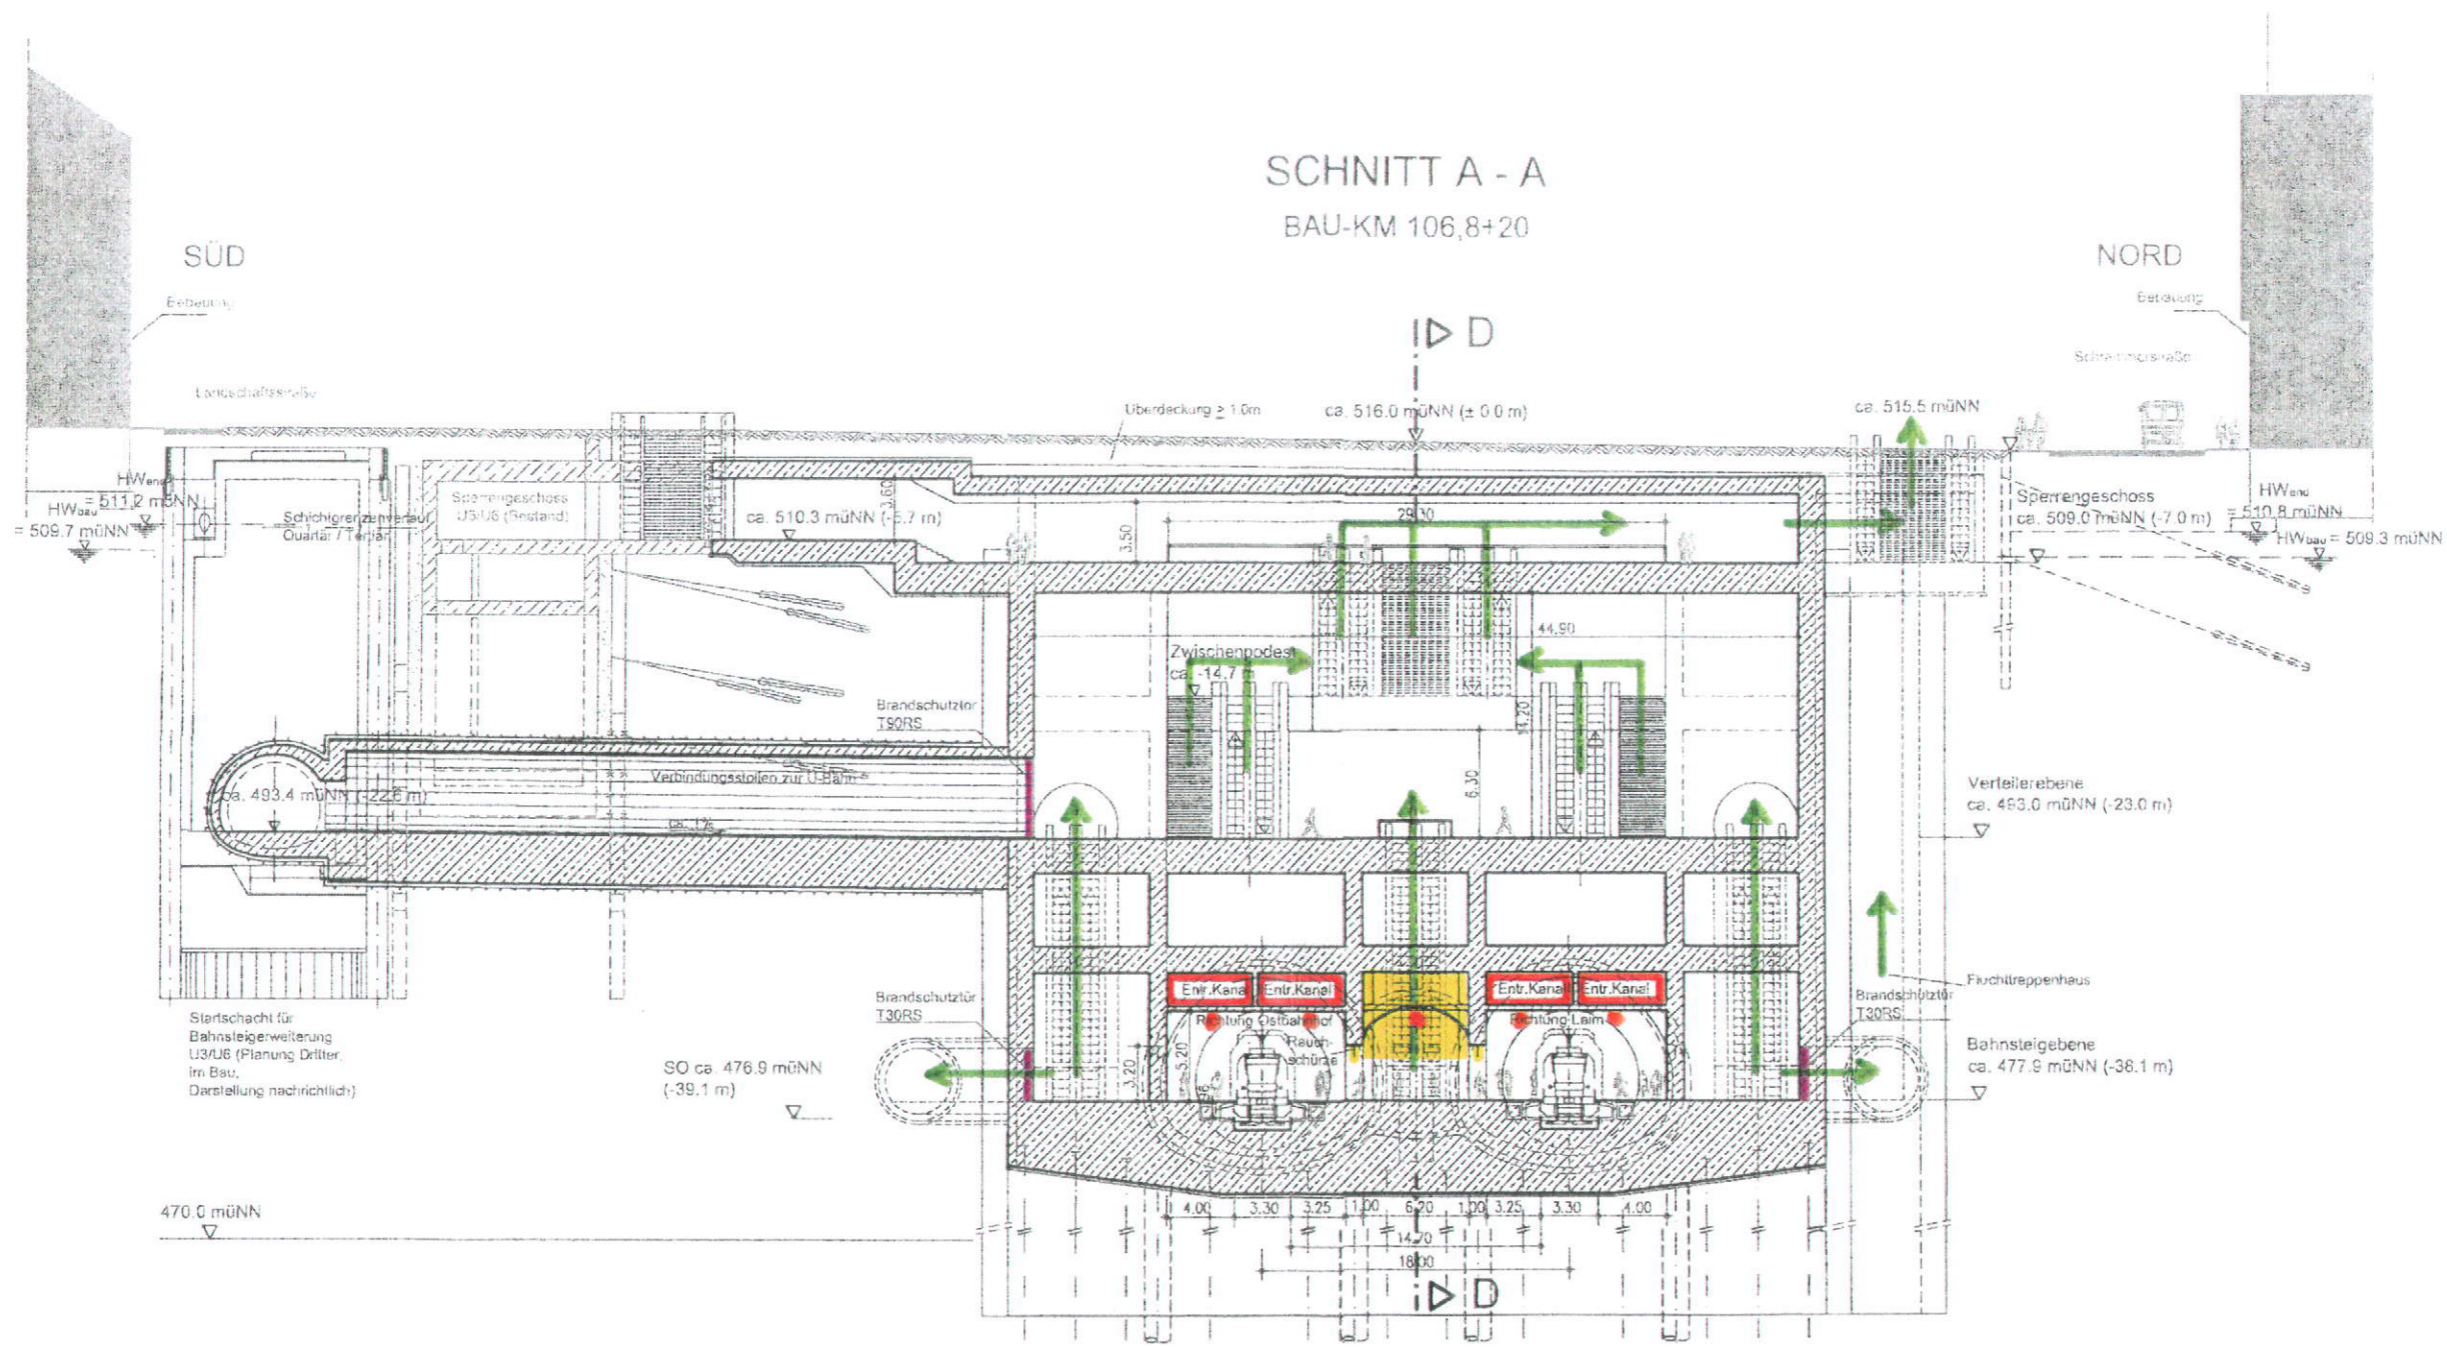 SCHNITT A - A
BAU-KM 106,8+20
SÜD
NORD
Bebauung
Bebauung
D
Schrammerstraße
Landschaftsstraße
Überdeckung ≥ 1.0m
ca. 516.0 müNN (± 0.0 m)
ca. 515.5 müNN
HWend
= 511.2 müNN
HWbau
= 509.7 müNN
Schichtgrenzenverlauf
Quartär / Tertiär
Sperrengeschoss
U3/U6 (Bestand)
3.60
ca. 510.3 müNN (-5.7 m)
3.50
29.00
Sperrengeschoss
ca. 509.0 müNN (-7.0 m)
HWend
= 510.8 müNN
HWbau = 509.3 müNN
44.90
Zwischenpodest
ca. -14.7
Brandschutztor
T90RS
6.30
Verbindungsstollen zur U-Bahn
ca. 493.4 müNN (-22.6 m)
ca. 1%
Verteilerebene
ca. 493.0 müNN (-23.0 m)
Fluchttreppenhaus
Brandschutztür
T30RS
Brandschutztür
T30RS
Entr.Kanal
Entr.Kanal
Entr.Kanal
Entr.Kanal
Richtung Ostbahnhof
Richtung Laim
Rauch-
schürze
5.20
3.20
Startschacht für
Bahnsteigerweiterung
U3/U6 (Planung Dritter,
im Bau,
Darstellung nachrichtlich)
SO ca. 476.9 müNN
(-39.1 m)
Bahnsteigebene
ca. 477.9 müNN (-38.1 m)
470.0 müNN
4.00 3.30 3.25 1.00 6.20 1.00 3.25 3.30 4.00
14.70
18.00
D